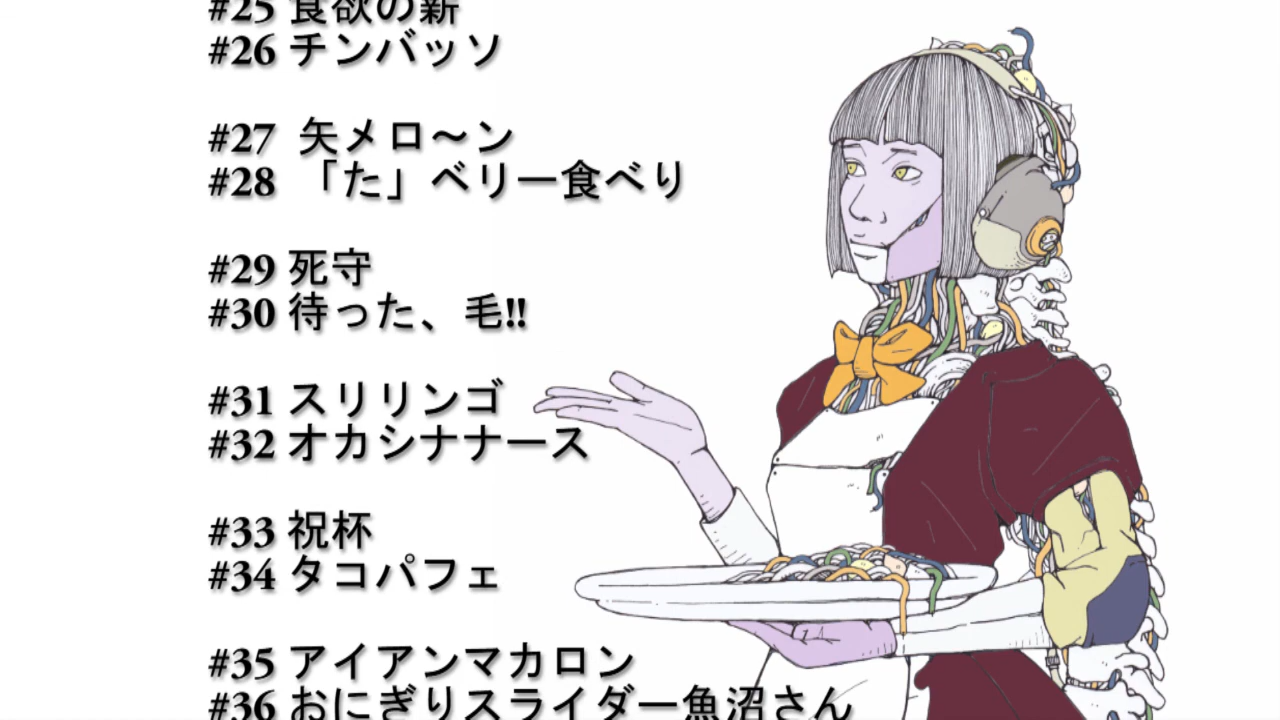 #25 食欲の新
#26 チンバッソ
#27 矢メロ〜ン
#28 「た」ベリー食べり
#29 死守
#30 待った、毛!!
#31 スリリンゴ
#32 オカシナナース
#33 祝杯
#34 タコパフェ
#35 アイアンマカロン
#36 おにぎりスライダー魚沼さん